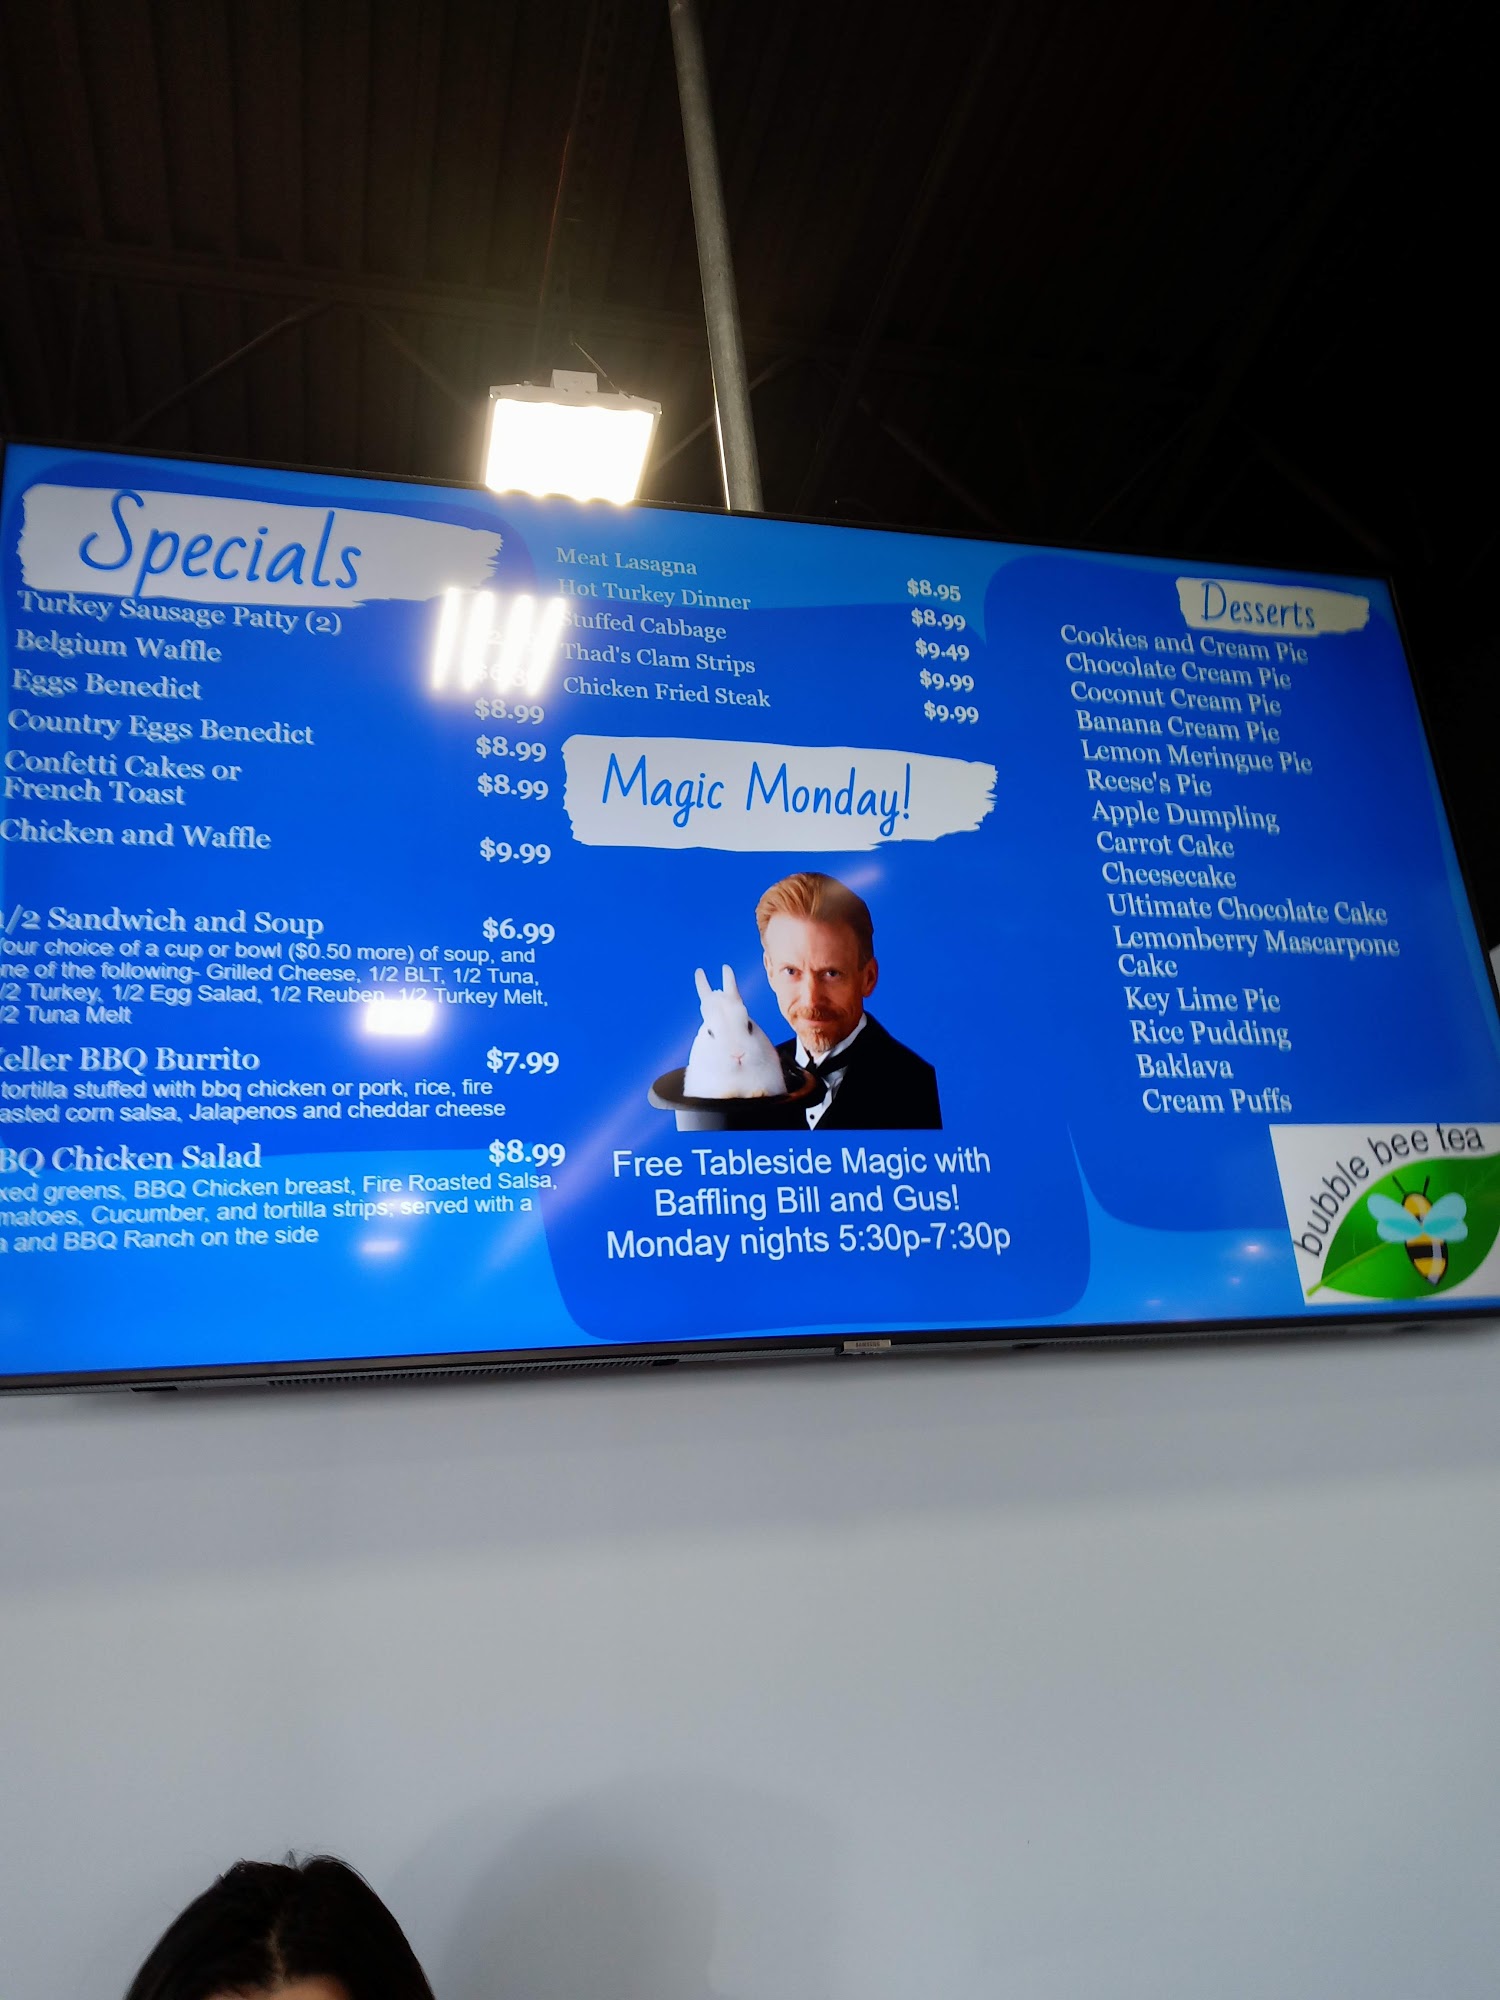 Specials
Turkey Sausage Patty (2)
Belgium Waffle
Eggs Benedict $8.99
Country Eggs Benedict $8.99
Confetti Cakes or $8.99
French Toast
Chicken and Waffle $9.99
1/2 Sandwich and Soup $6.99
our choice of a cup or bowl ($0.50 more) of soup, and
ne of the following- Grilled Cheese, 1/2 BLT, 1/2 Tuna,
/2 Turkey, 1/2 Egg Salad, 1/2 Reuben, 1/2 Turkey Melt,
/2 Tuna Melt
eller BBQ Burrito $7.99
tortilla stuffed with bbq chicken or pork, rice, fire
asted corn salsa, Jalapenos and cheddar cheese
BQ Chicken Salad $8.99
xed greens, BBQ Chicken breast, Fire Roasted Salsa,
matoes, Cucumber, and tortilla strips; served with a
a and BBQ Ranch on the side
Meat Lasagna $8.95
Hot Turkey Dinner $8.99
Stuffed Cabbage $9.49
Thad's Clam Strips $9.99
Chicken Fried Steak $9.99
Magic Monday!
Free Tableside Magic with
Baffling Bill and Gus!
Monday nights 5:30p-7:30p
Desserts
Cookies and Cream Pie
Chocolate Cream Pie
Coconut Cream Pie
Banana Cream Pie
Lemon Meringue Pie
Reese's Pie
Apple Dumpling
Carrot Cake
Cheesecake
Ultimate Chocolate Cake
Lemonberry Mascarpone
Cake
Key Lime Pie
Rice Pudding
Baklava
Cream Puffs
bubble bee tea
SAMSUNG